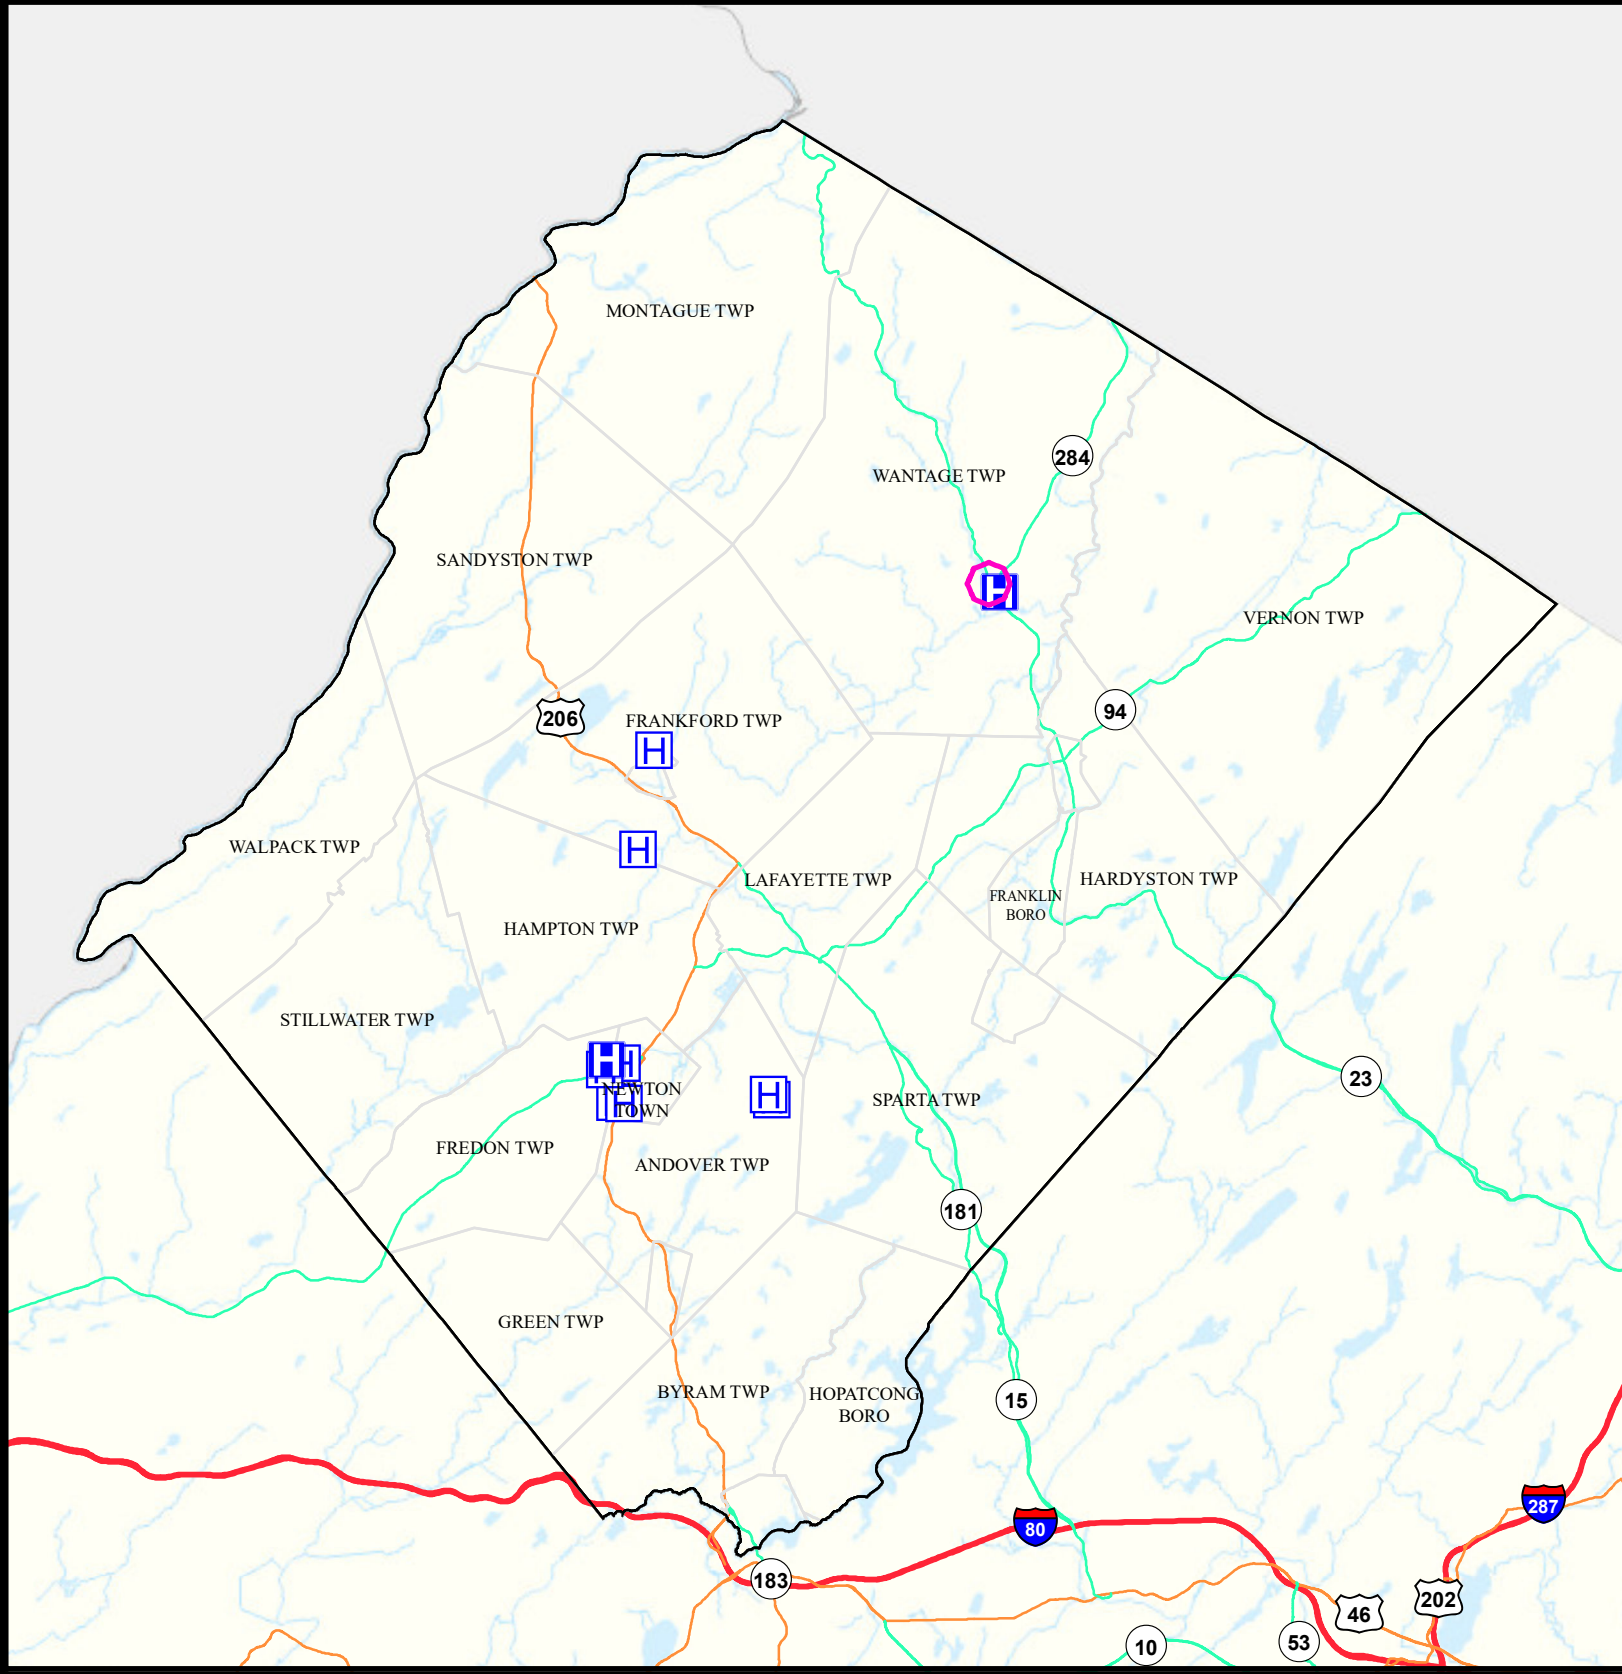 MONTAGUE TWP
284
WANTAGE TWP
SANDYSTON TWP
H
VERNON TWP
94
206
FRANKFORD TWP
H
WALPACK TWP
H
LAFAYETTE TWP
HARDYSTON TWP
FRANKLIN
BORO
HAMPTON TWP
STILLWATER TWP
H
H
23
NEWTON
TOWN
H
H
SPARTA TWP
FREDON TWP
ANDOVER TWP
181
GREEN TWP
BYRAM TWP
HOPATCONG
BORO
15
287
80
183
202
46
53
10